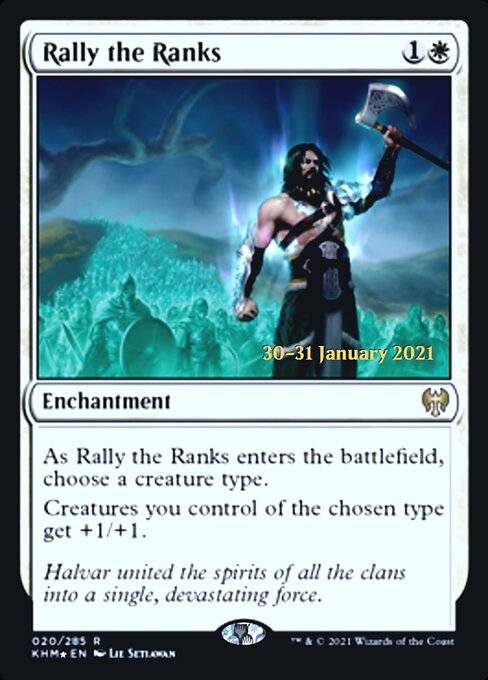 Rally the Ranks 1
30–31 January 2021
Enchantment
As Rally the Ranks enters the battlefield,
choose a creature type.
Creatures you control of the chosen type
get +1/+1.
Halvar united the spirits of all the clans
into a single, devastating force.
020/285 R
KHM★EN Lie Setiawan
™ & © 2021 Wizards of the Coast